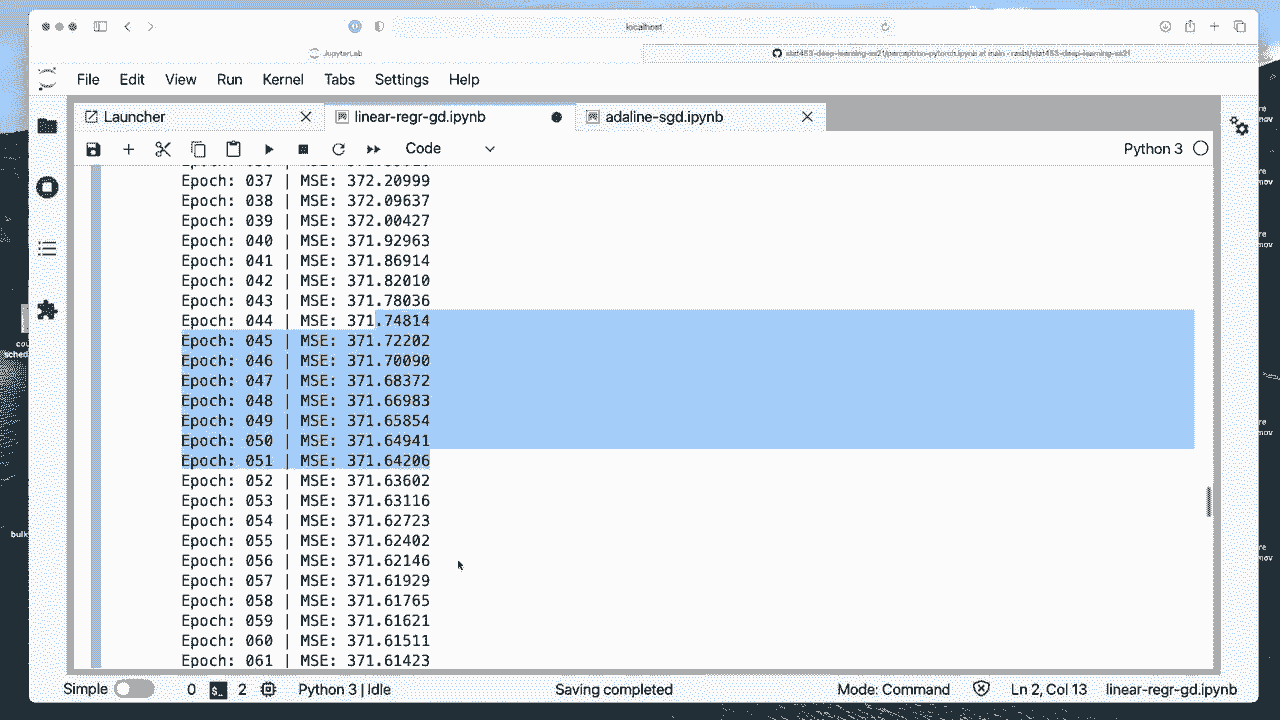 localhost
JupyterLab
stat453-deep-learning-ss21/perceptron-pytorch.ipynb at main · rasbt/stat453-deep-learning-ss21
File Edit View Run Kernel Tabs Settings Help
Launcher linear-regr-gd.ipynb adaline-sgd.ipynb
Code Python 3
Epoch: 037 | MSE: 372.20999
Epoch: 038 | MSE: 372.09637
Epoch: 039 | MSE: 372.00427
Epoch: 040 | MSE: 371.92963
Epoch: 041 | MSE: 371.86914
Epoch: 042 | MSE: 371.82010
Epoch: 043 | MSE: 371.78036
Epoch: 044 | MSE: 371.74814
Epoch: 045 | MSE: 371.72202
Epoch: 046 | MSE: 371.70090
Epoch: 047 | MSE: 371.68372
Epoch: 048 | MSE: 371.66983
Epoch: 049 | MSE: 371.65854
Epoch: 050 | MSE: 371.64941
Epoch: 051 | MSE: 371.64206
Epoch: 052 | MSE: 371.63602
Epoch: 053 | MSE: 371.63116
Epoch: 054 | MSE: 371.62723
Epoch: 055 | MSE: 371.62402
Epoch: 056 | MSE: 371.62146
Epoch: 057 | MSE: 371.61929
Epoch: 058 | MSE: 371.61765
Epoch: 059 | MSE: 371.61621
Epoch: 060 | MSE: 371.61511
Epoch: 061 | MSE: 371.61423
Simple 0 2 Python 3 | Idle Saving completed Mode: Command Ln 2, Col 13 linear-regr-gd.ipynb